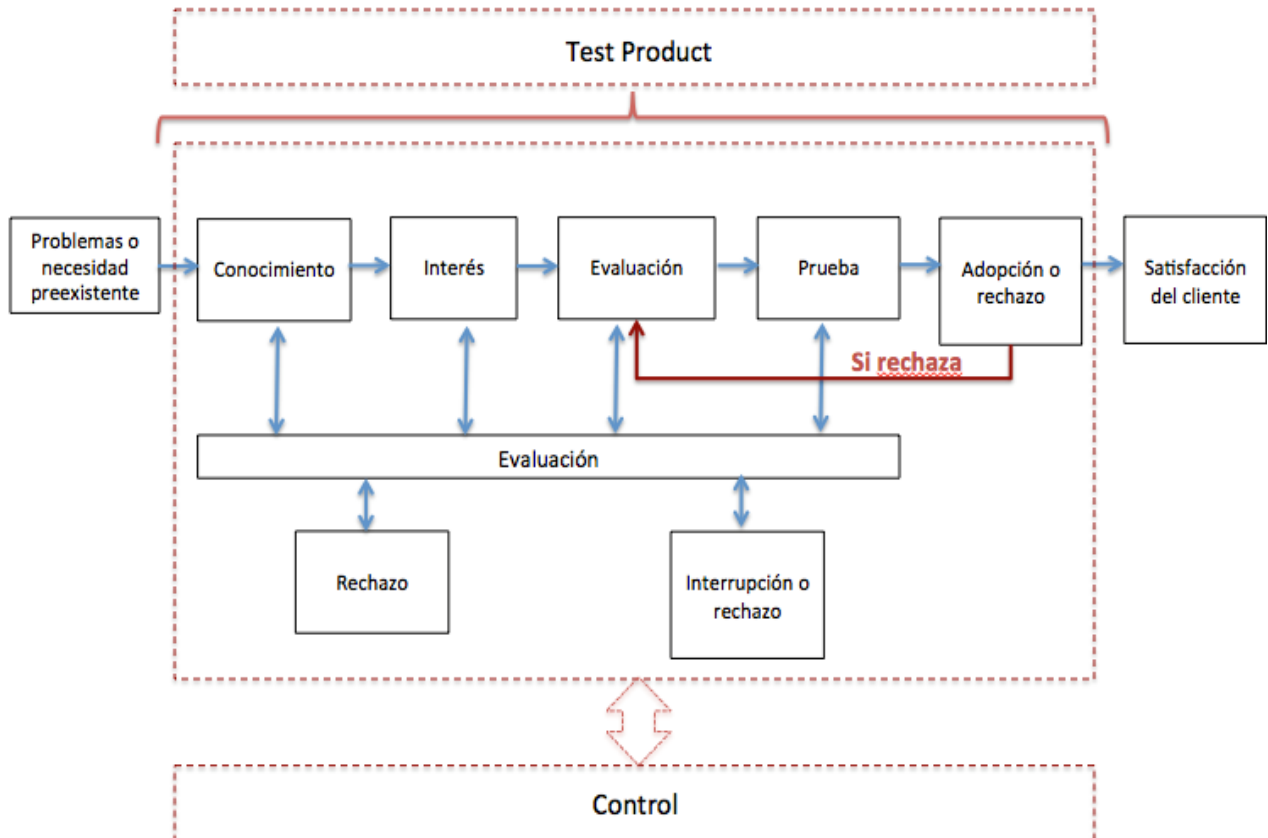 Test Product
Problemas o
necesidad
preexistente
Conocimiento
Interés
Evaluación
Prueba
Adopción o
rechazo
Satisfacción
del cliente
Si rechaza
Evaluación
Rechazo
Interrupción o
rechazo
Control